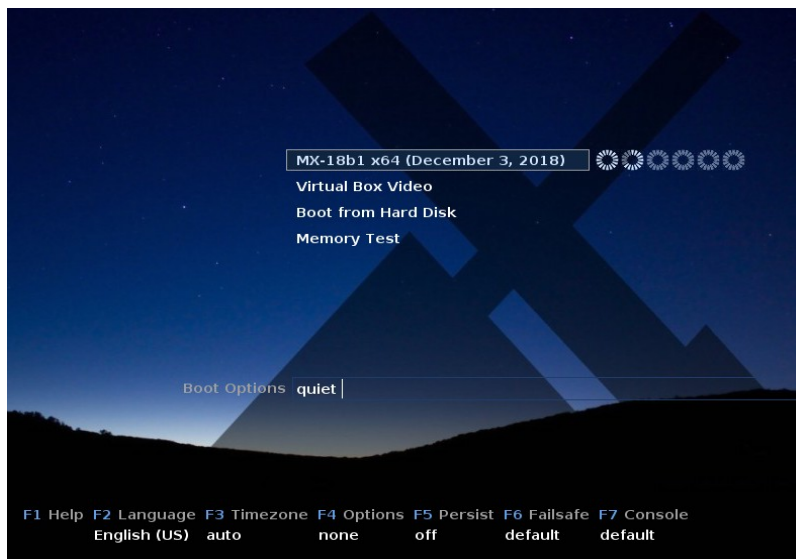 MX-18b1 x64 (December 3, 2018)
Virtual Box Video
Boot from Hard Disk
Memory Test
Boot Options quiet
F1 Help F2 Language F3 Timezone F4 Options F5 Persist F6 Failsafe F7 Console
English (US) auto none off default default